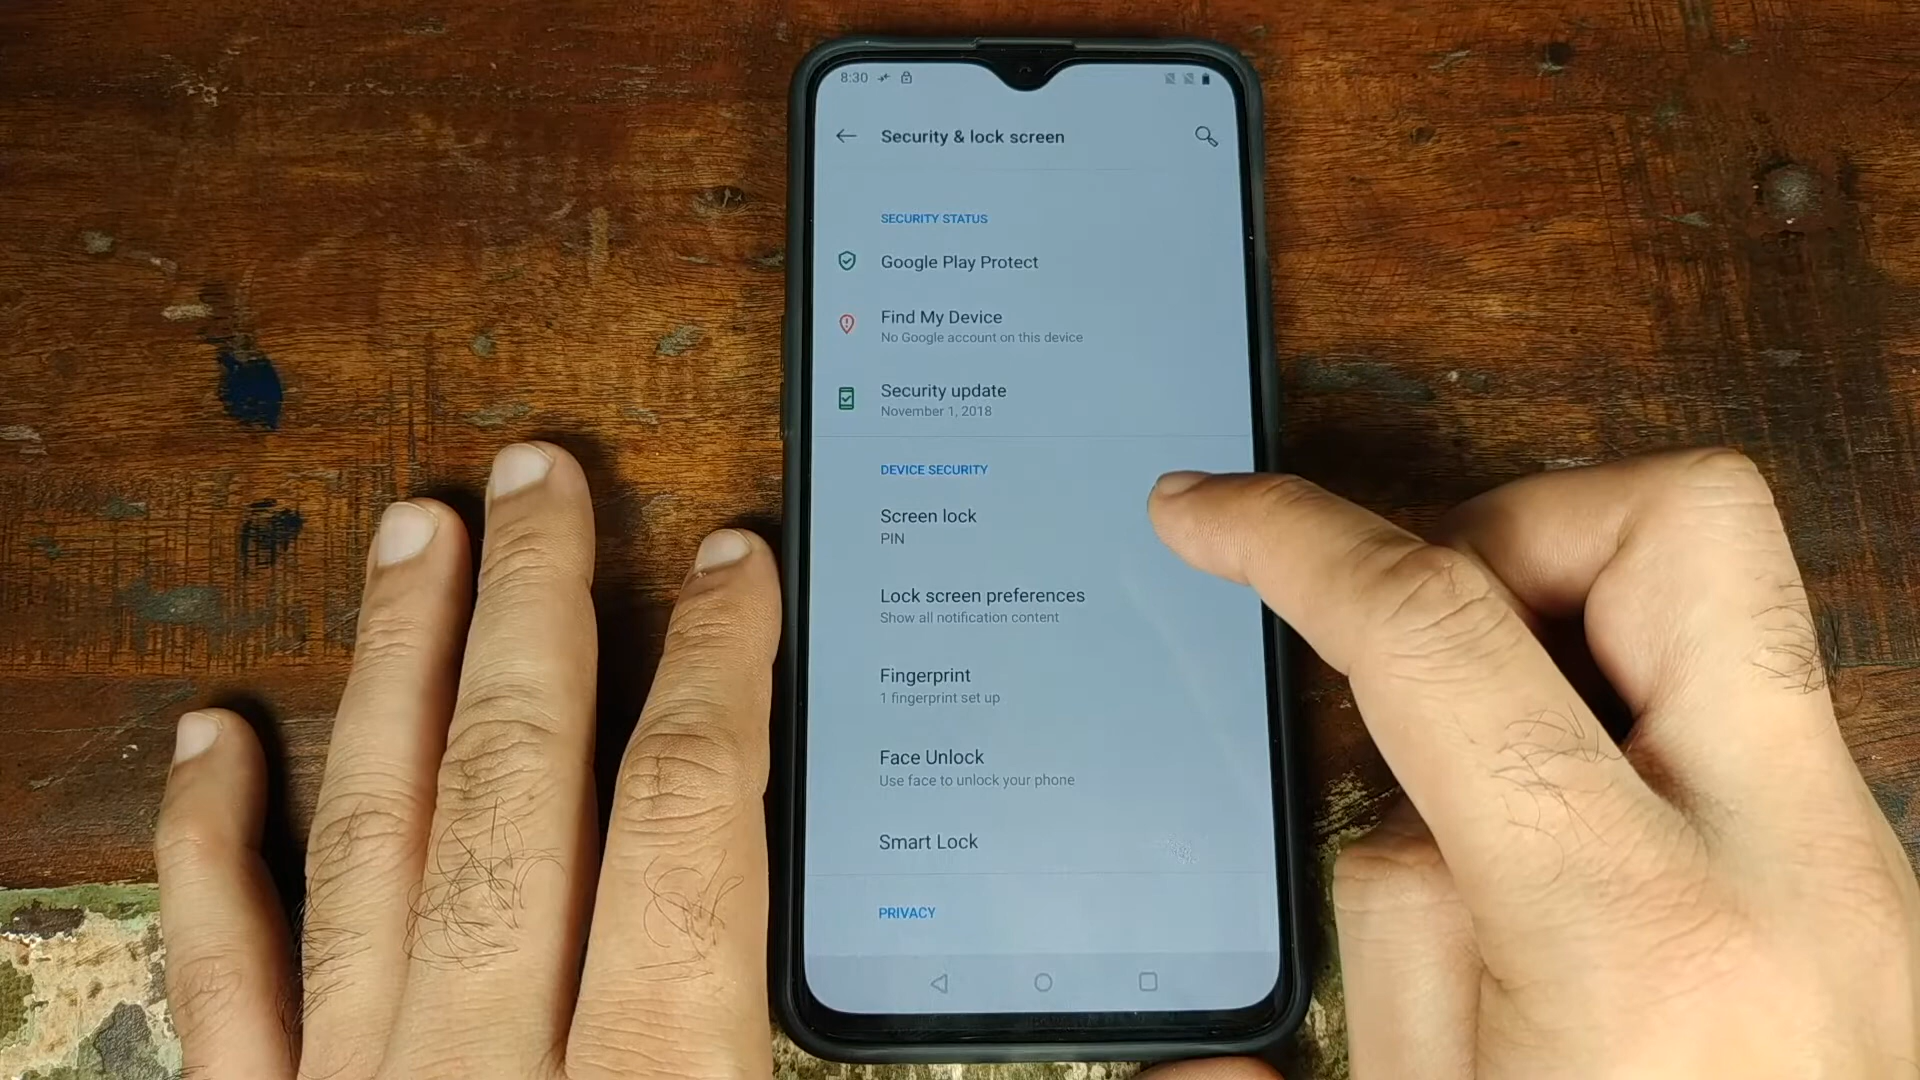 8:30
Security & lock screen
SECURITY STATUS
Google Play Protect
Find My Device
No Google account on this device
Security update
November 1, 2018
DEVICE SECURITY
Screen lock
PIN
Lock screen preferences
Show all notification content
Fingerprint
1 fingerprint set up
Face Unlock
Use face to unlock your phone
Smart Lock
PRIVACY